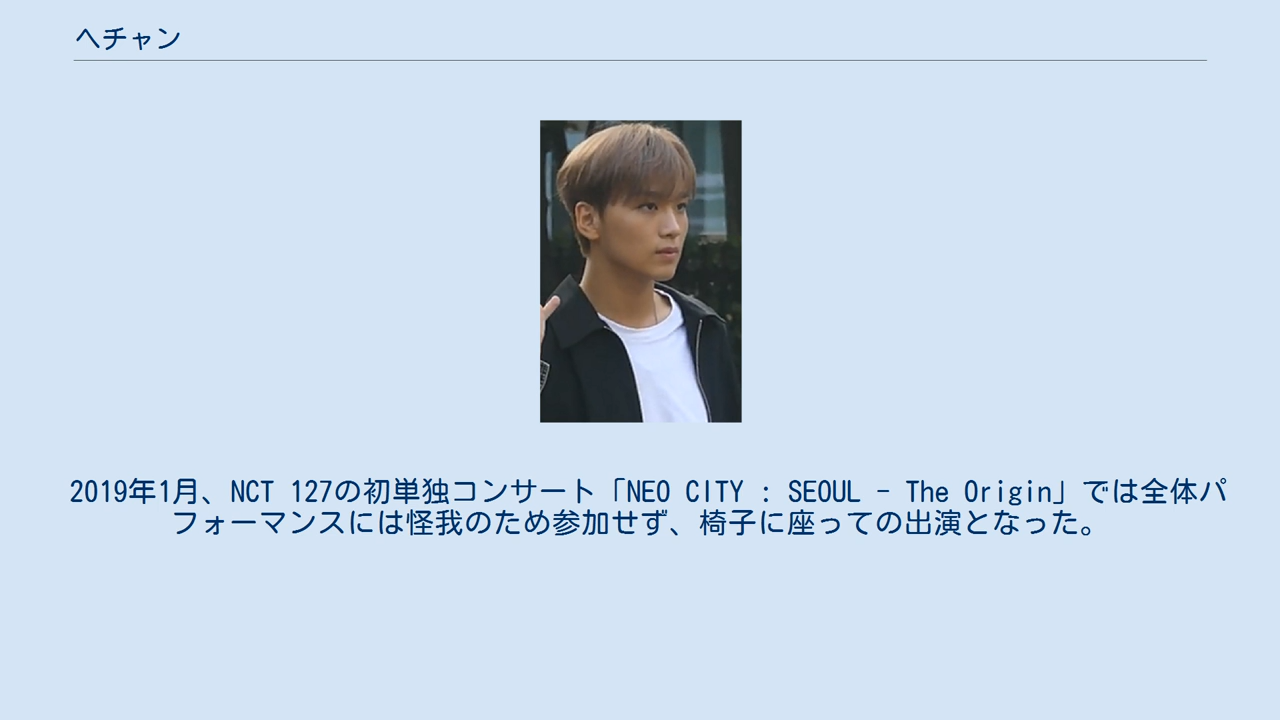 ヘチャン
2019年1月、NCT 127の初単独コンサート「NEO CITY : SEOUL - The Origin」では全体パ
フォーマンスには怪我のため参加せず、椅子に座っての出演となった。